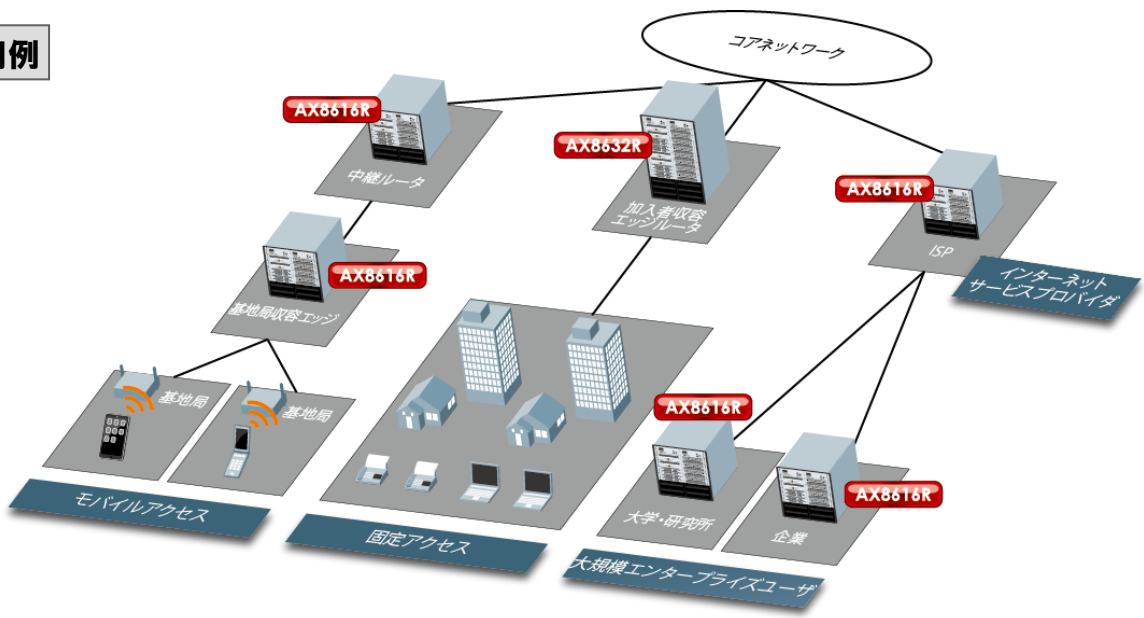 用例
コアネットワーク
AX8616R
中継ルータ
AX8632R
加入者収容
エッジルータ
AX8616R
ISP
インターネット
サービスプロバイダ
AX8616R
基地局収容エッジ
基地局
基地局
モバイルアクセス
固定アクセス
AX8616R
大学・研究所
AX8616R
企業
大規模エンタープライズユーザ